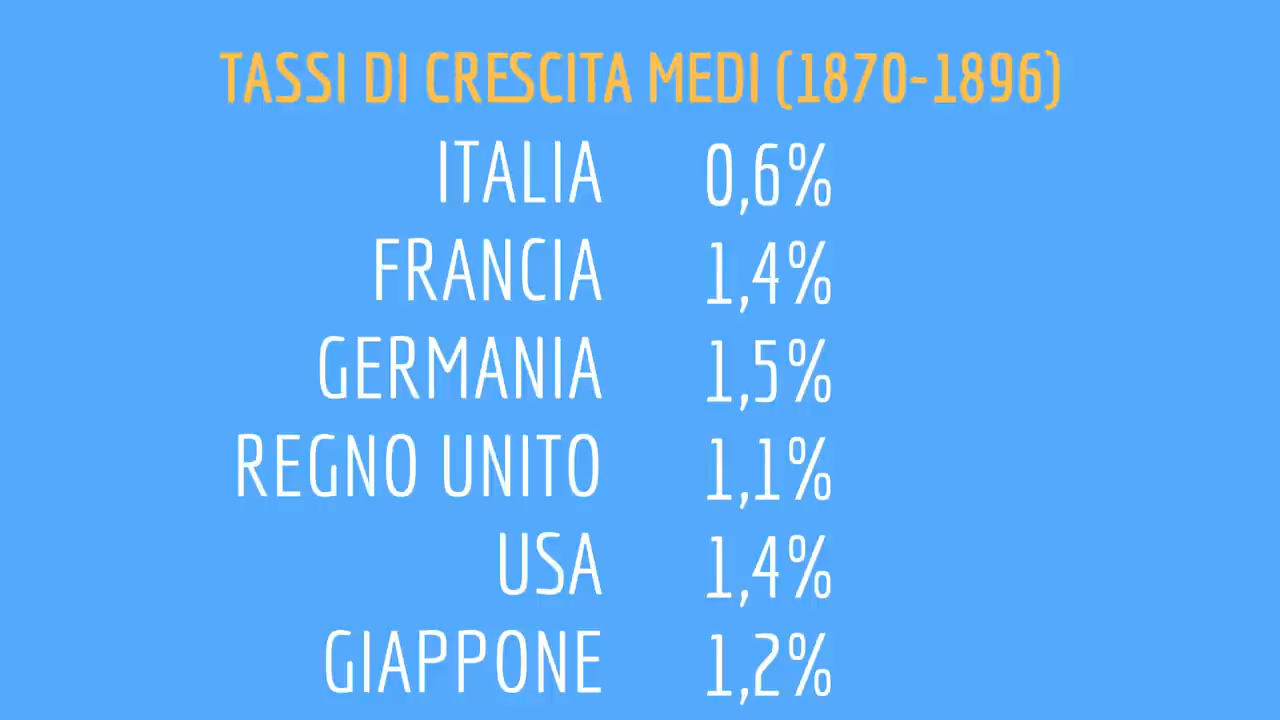 TASSI DI CRESCITA MEDI (1870-1896)
ITALIA 0,6%
FRANCIA 1,4%
GERMANIA 1,5%
REGNO UNITO 1,1%
USA 1,4%
GIAPPONE 1,2%